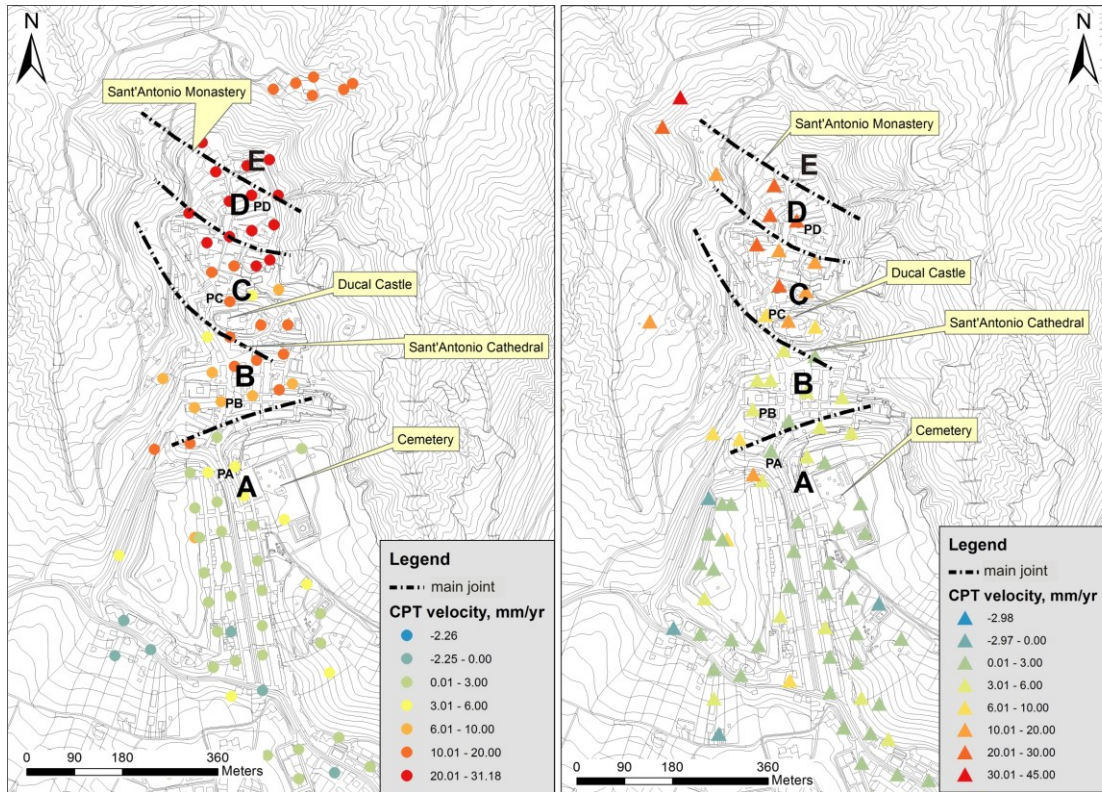 N
Sant'Antonio Monastery
E
D
PD
C
PC
Ducal Castle
Sant'Antonio Cathedral
B
PB
Cemetery
PA
A
Legend
main joint
CPT velocity, mm/yr
-2.26
-2.25 - 0.00
0.01 - 3.00
3.01 - 6.00
6.01 - 10.00
10.01 - 20.00
20.01 - 31.18
0 90 180 360
Meters
N
Sant'Antonio Monastery
E
D
PD
C
PC
Ducal Castle
Sant'Antonio Cathedral
B
PB
Cemetery
PA
A
Legend
main joint
CPT velocity, mm/yr
-2.98
-2.97 - 0.00
0.01 - 3.00
3.01 - 6.00
6.01 - 10.00
10.01 - 20.00
20.01 - 30.00
30.01 - 45.00
0 90 180 360
Meters